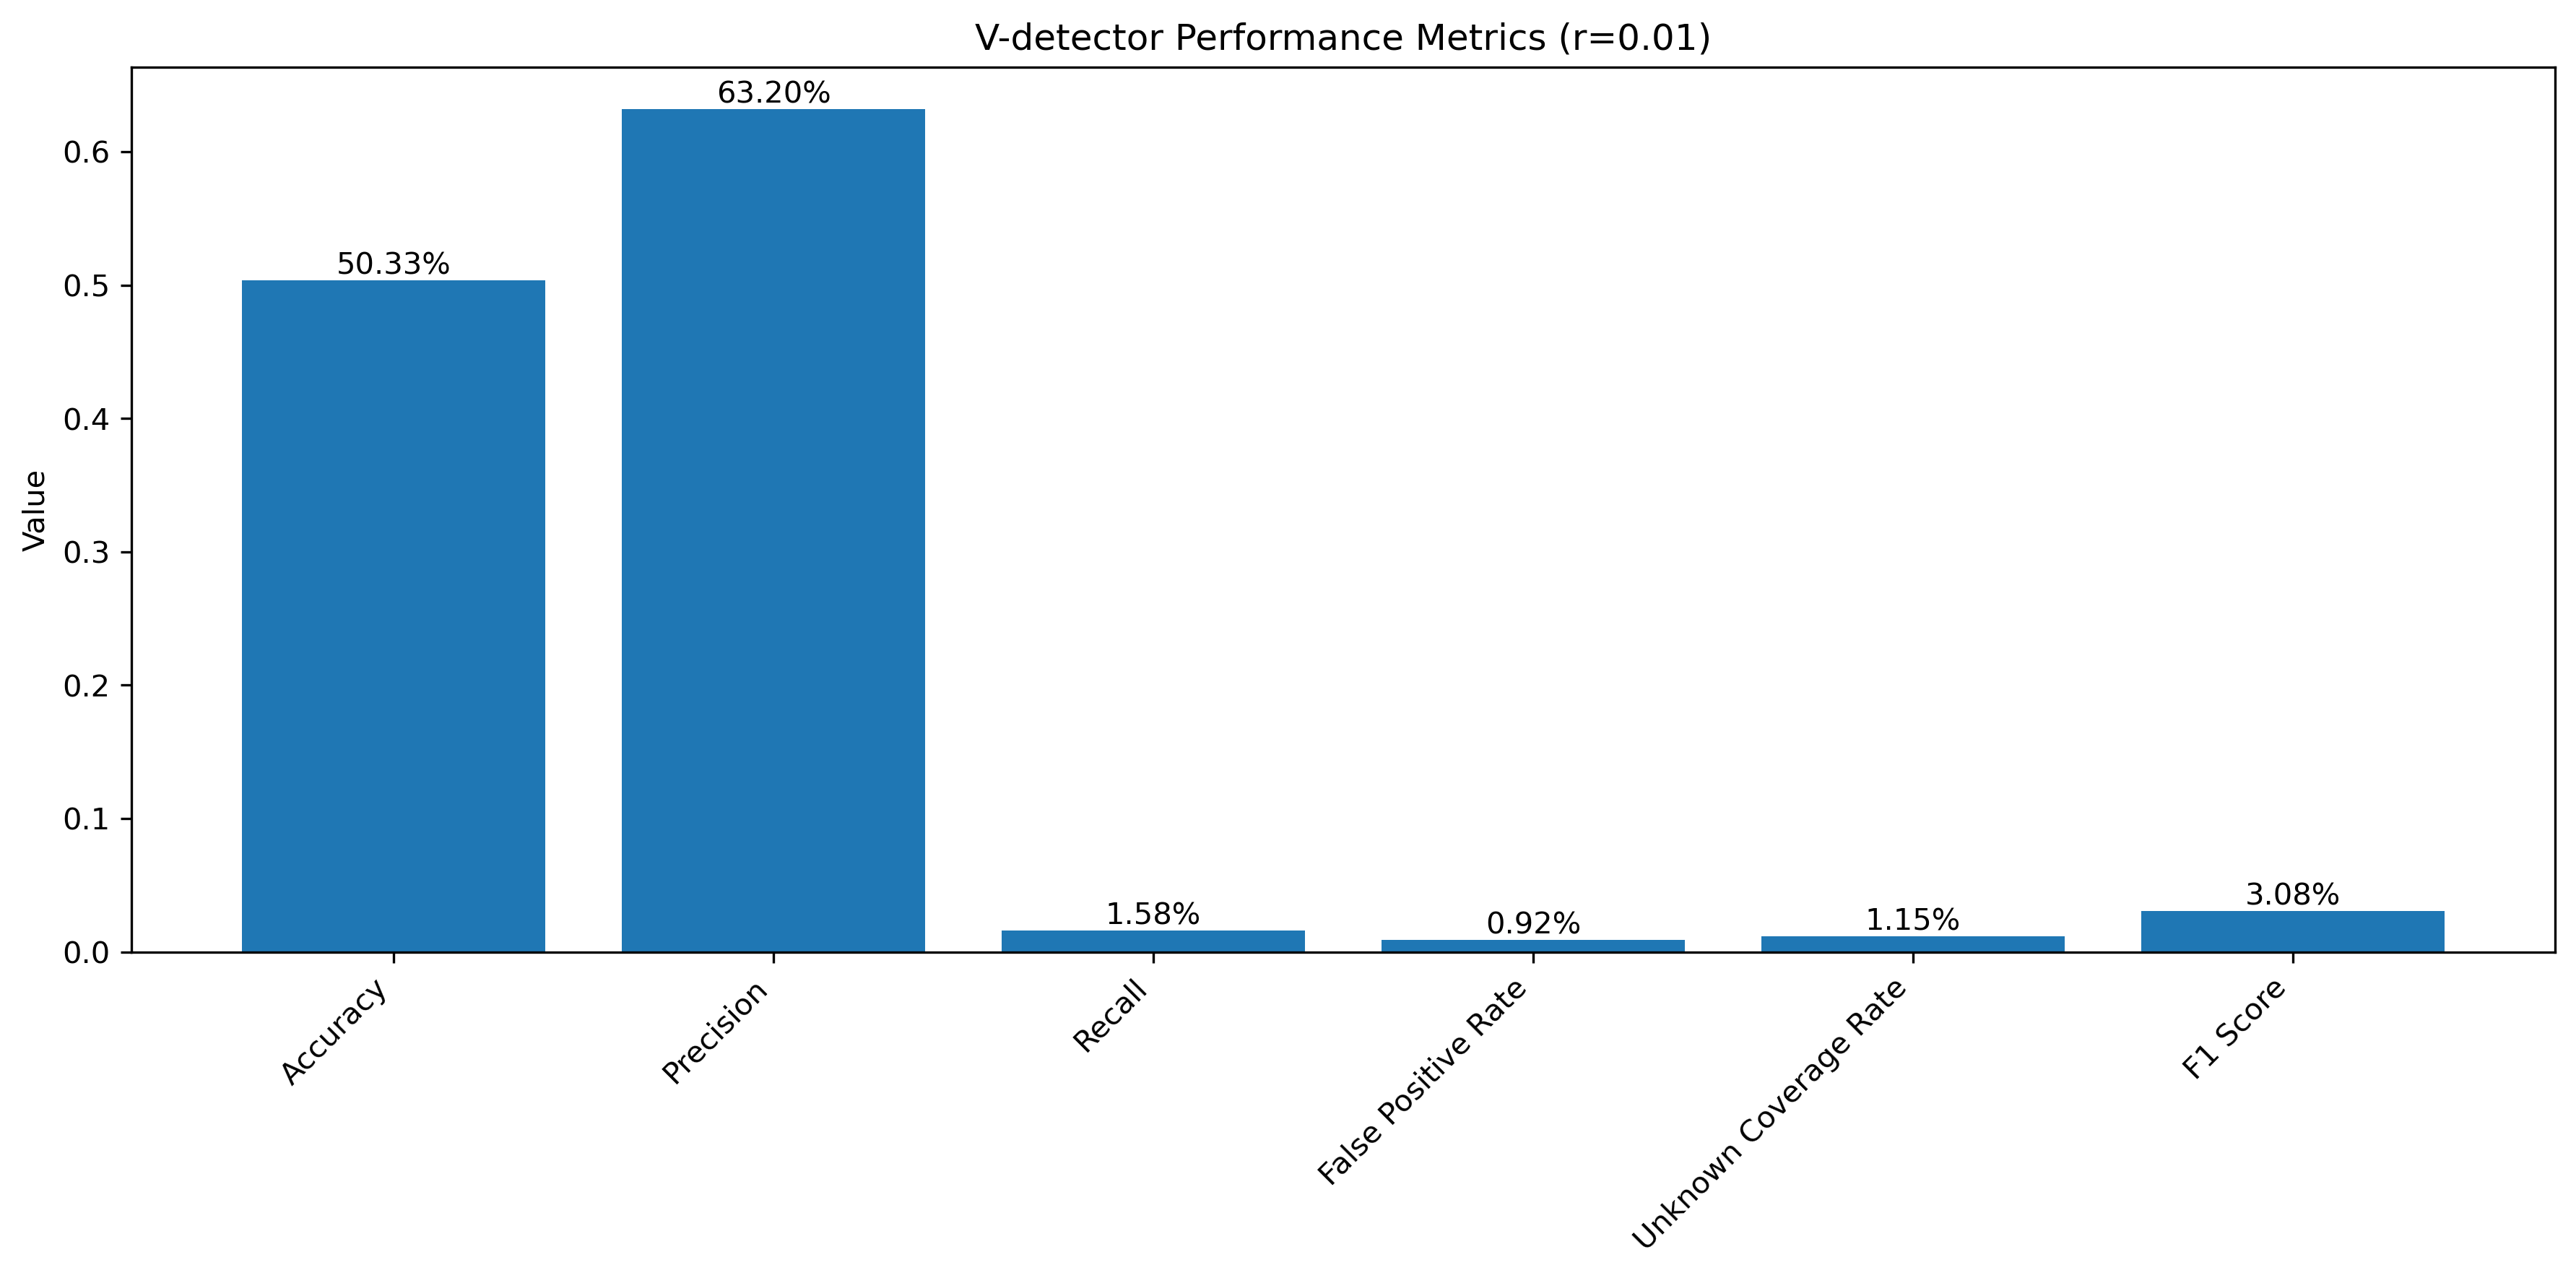 V-detector Performance Metrics (r=0.01)
63.20%
0.6
50.33%
0.5
0.4
Value
0.3
0.2
0.1
3.08%
1.58%
0.92%
1.15%
0.0
Accuracy
Precision
Recall
False Positive Rate
Unknown Coverage Rate
F1 Score